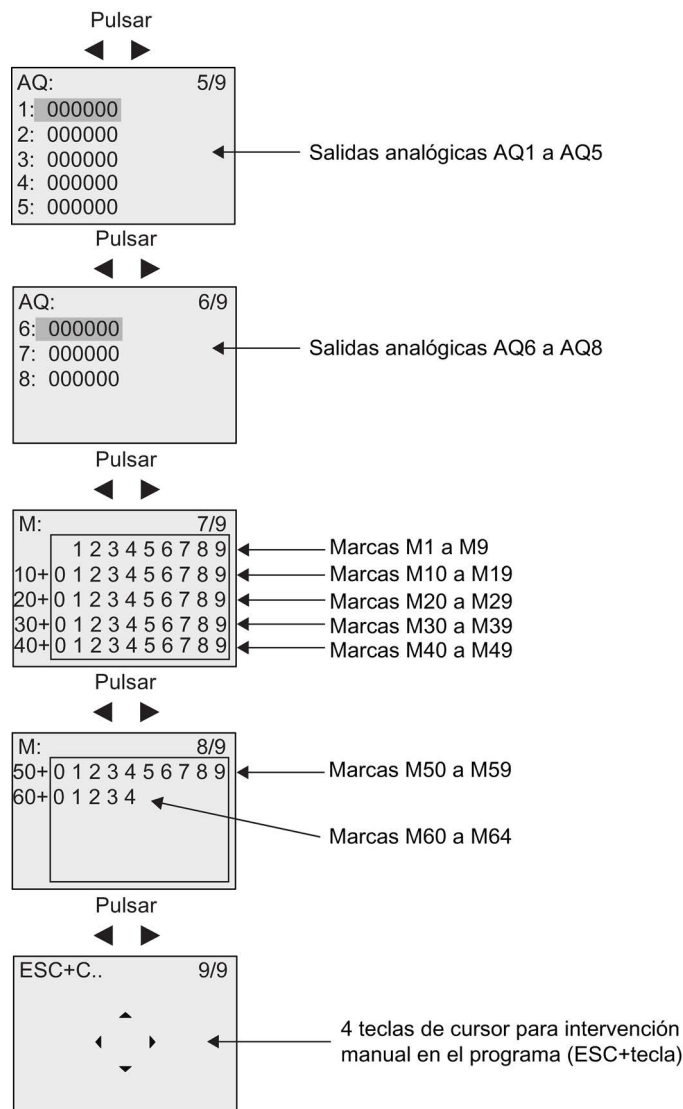 Pulsar
AQ: 5/9
1: 000000
2: 000000
3: 000000
4: 000000
5: 000000
Salidas analógicas AQ1 a AQ5
Pulsar
AQ: 6/9
6: 000000
7: 000000
8: 000000
Salidas analógicas AQ6 a AQ8
Pulsar
M: 7/9
1 2 3 4 5 6 7 8 9 Marcas M1 a M9
10+ 0 1 2 3 4 5 6 7 8 9 Marcas M10 a M19
20+ 0 1 2 3 4 5 6 7 8 9 Marcas M20 a M29
30+ 0 1 2 3 4 5 6 7 8 9 Marcas M30 a M39
40+ 0 1 2 3 4 5 6 7 8 9 Marcas M40 a M49
Pulsar
M: 8/9
50+ 0 1 2 3 4 5 6 7 8 9 Marcas M50 a M59
60+ 0 1 2 3 4
Marcas M60 a M64
Pulsar
ESC+C.. 9/9
4 teclas de cursor para intervención
manual en el programa (ESC+tecla)